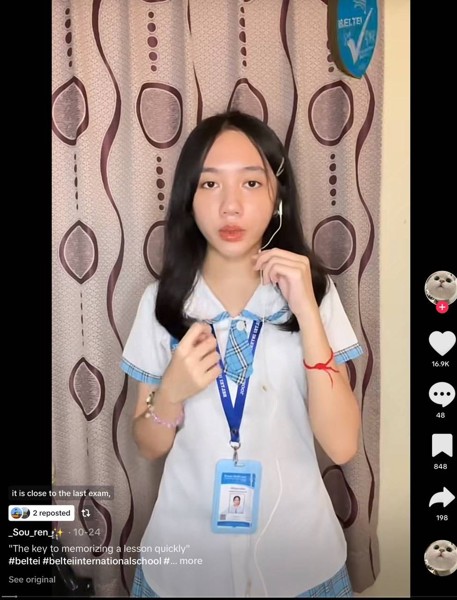 BELTEI
it is close to the last exam,
2 reposted
_Sou_ren_✨ · 10-24
"The key to memorizing a lesson quickly"
#beltei #belteiinternationalschool #... more
See original
16.9K
48
848
198